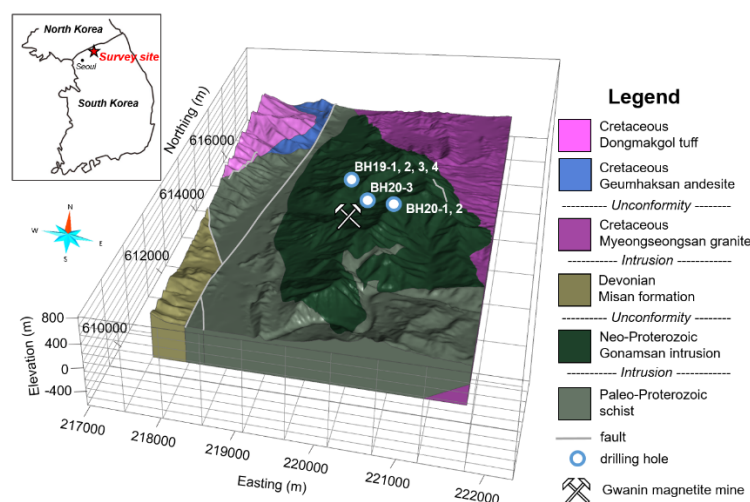 North Korea
Survey site
Seoul
South Korea
N
W
E
S
Northing (m)
616000
614000
612000
610000
Elevation (m)
800
400
0
-400
217000
218000
219000
220000
221000
222000
Easting (m)
BH19-1, 2, 3, 4
BH20-3
BH20-1, 2
Legend
Cretaceous
Dongmakgol tuff
Cretaceous
Geumhaksan andesite
---------- Unconformity ----------
Cretaceous
Myeongseongsan granite
---------- Intrusion ----------
Devonian
Misan formation
---------- Unconformity ----------
Neo-Proterozoic
Gonamsan intrusion
---------- Intrusion ----------
Paleo-Proterozoic
schist
fault
drilling hole
Gwanin magnetite mine